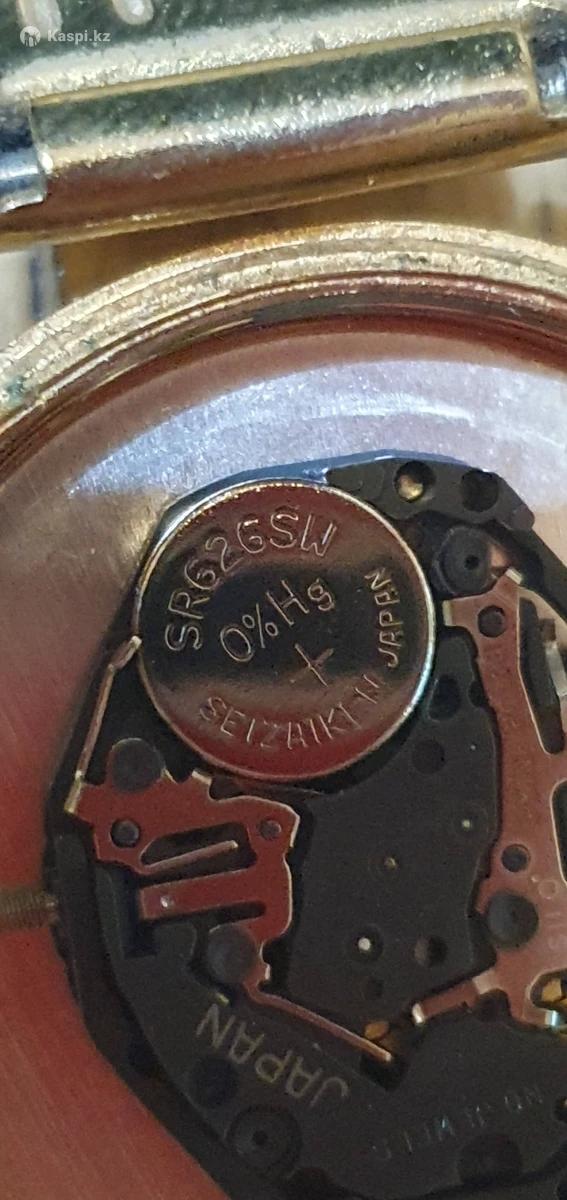 Kaspi.kz
SR626SW
0%Hg
+
SEIZAIKEN JAPAN
JAPAN